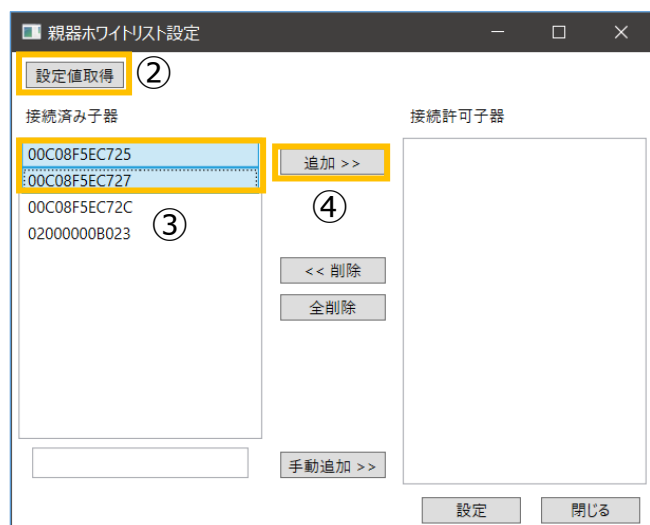 親器ホワイトリスト設定
設定値取得 ②
接続済み子器
接続許可子器
00C08F5EC725
00C08F5EC727
00C08F5EC72C
02000000B023
③
追加 >>
④
<< 削除
全削除
手動追加 >>
設定
閉じる